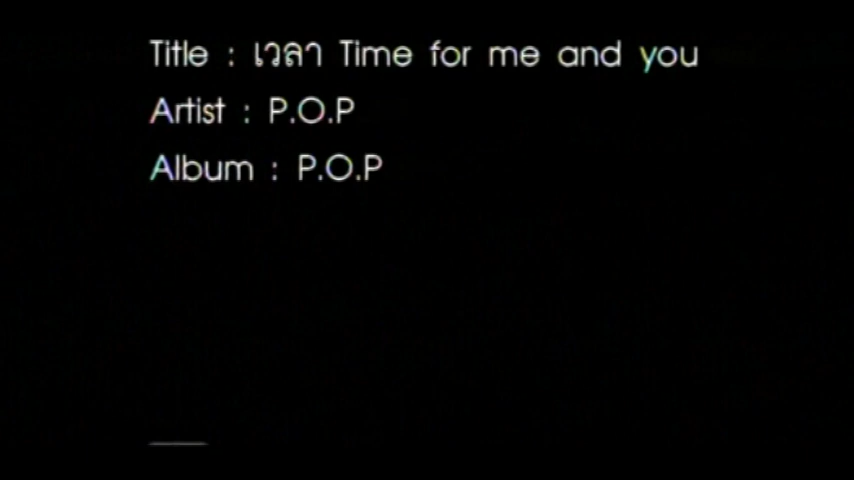 Title : เวลา Time for me and you
Artist : P.O.P
Album : P.O.P